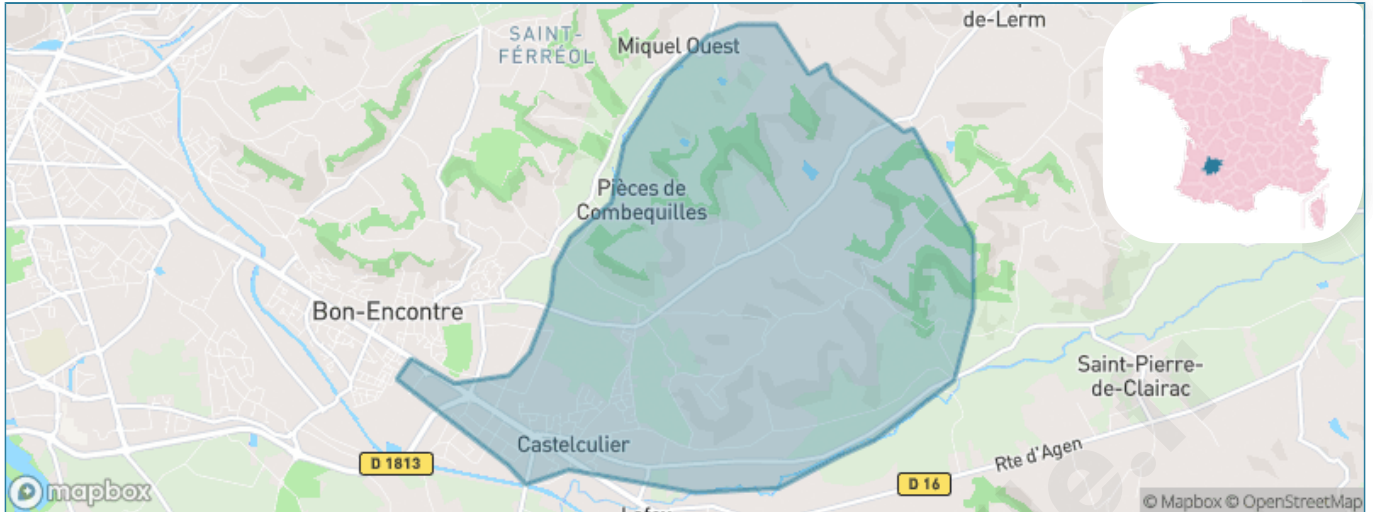 de-Lerm
SAINT-
FÉRRÉOL
Miquel Ouest
Pièces de
Combequilles
Bon-Encontre
Saint-Pierre-
de-Clairac
Castelculier
D 1813
Rte d'Agen
D 16
mapbox
© Mapbox © OpenStreetMap